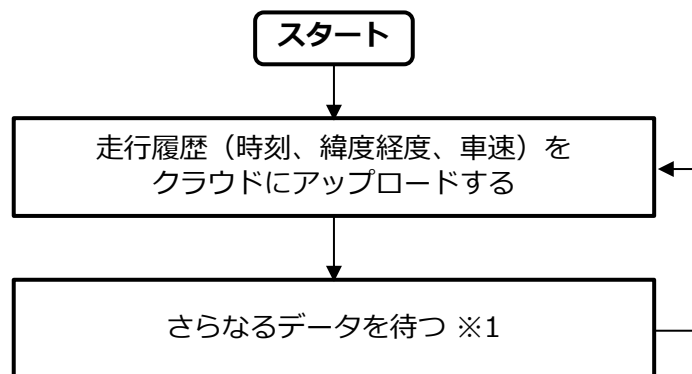 スタート
走行履歴（時刻、緯度経度、車速）を
クラウドにアップロードする
さらなるデータを待つ ※1